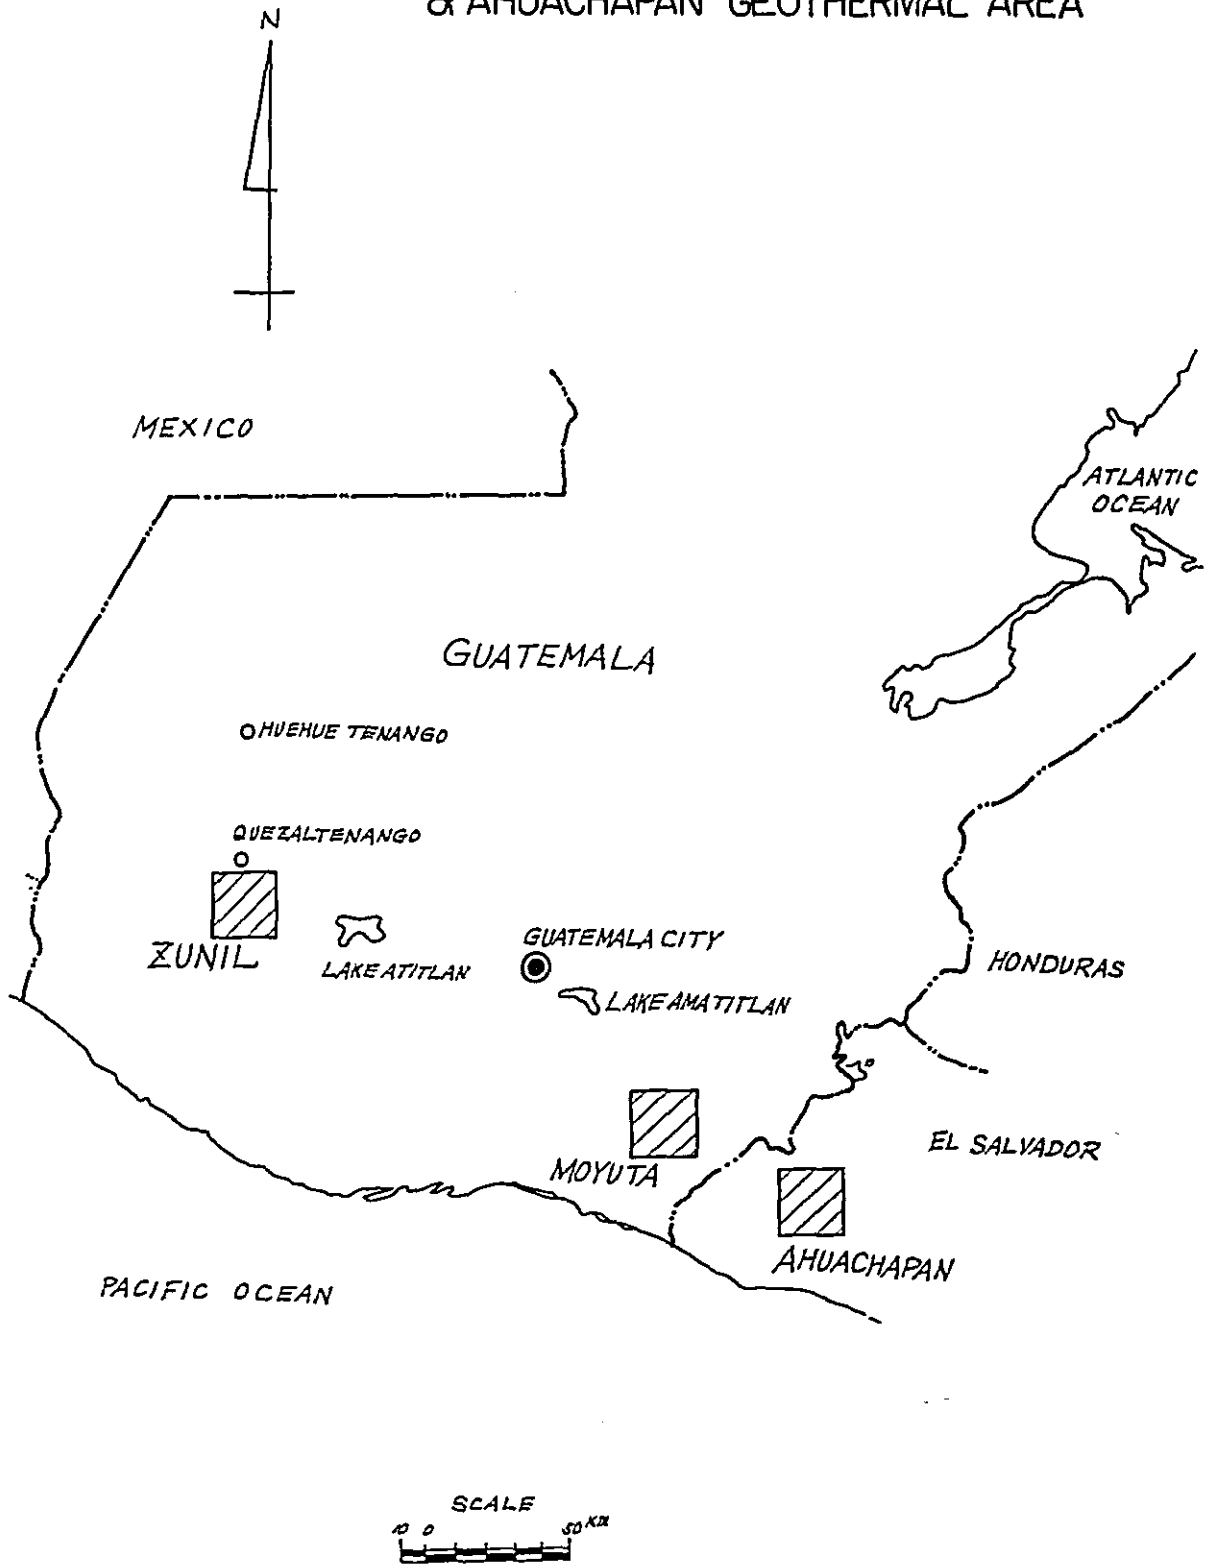 & AHUACHAPAN GEOTHERMAL AREA
N
MEXICO
ATLANTIC
OCEAN
GUATEMALA
HUEHUE TENANGO
QUEZALTENANGO
ZUNIL
LAKE ATITLAN
GUATEMALA CITY
LAKE AMATITLAN
HONDURAS
MOYUTA
EL SALVADOR
AHUACHAPAN
PACIFIC OCEAN
SCALE
10 0 50 KM